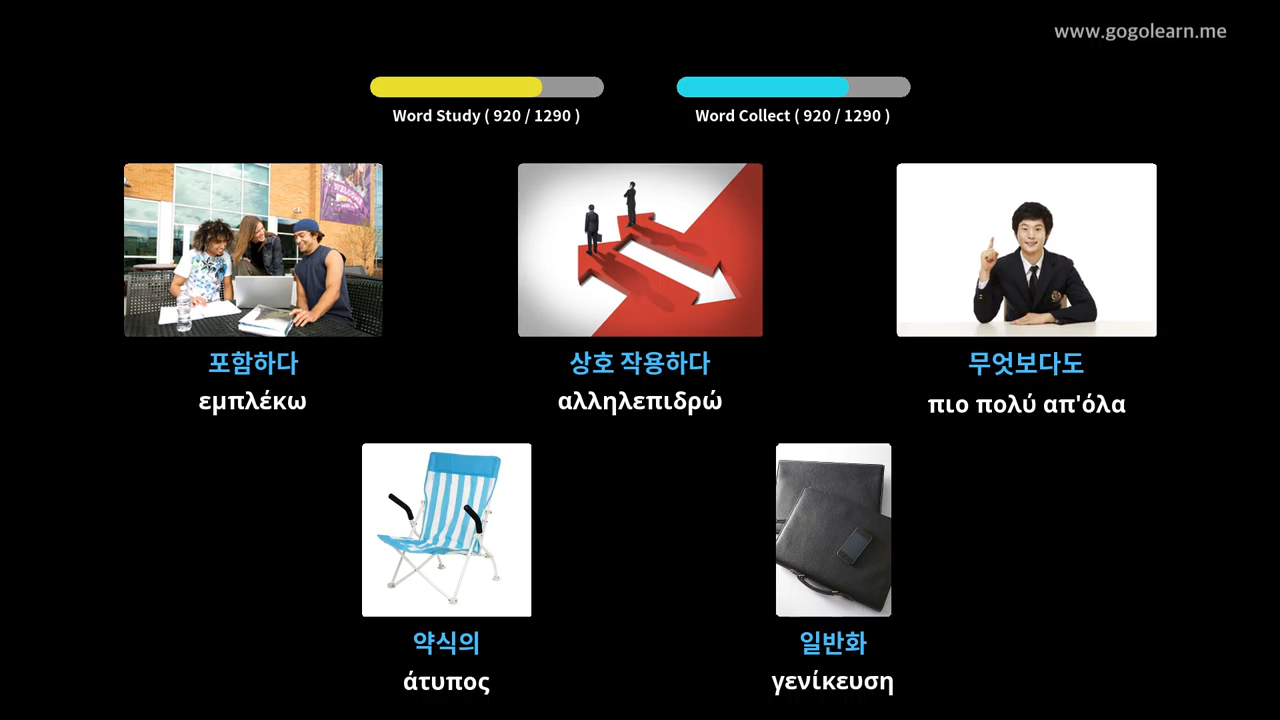 www.gogolearn.me
Word Study ( 920 / 1290 )
Word Collect ( 920 / 1290 )
포함하다
εμπλέκω
상호 작용하다
αλληλεπιδρώ
무엇보다도
πιο πολύ απ'όλα
약식의
άτυπος
일반화
γενίκευση